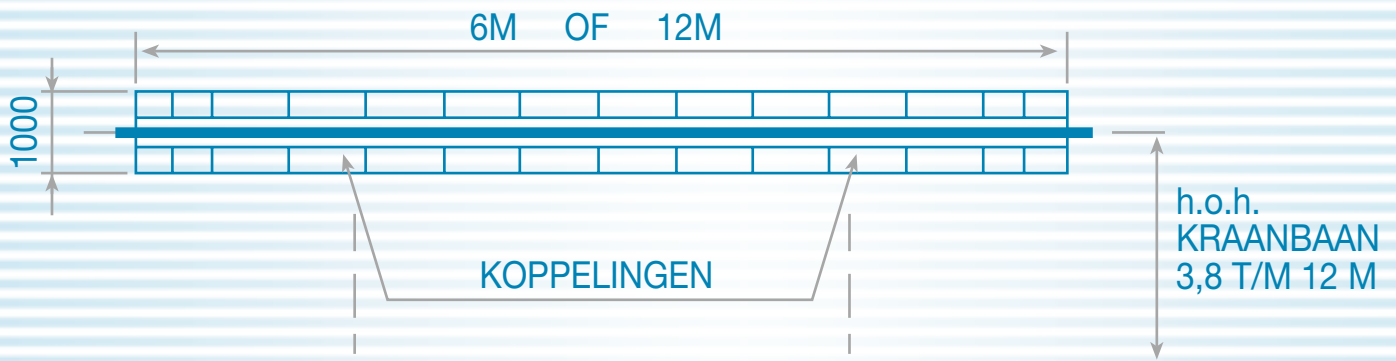 6M OF 12M
1000
h.o.h.
KRAANBAAN
3,8 T/M 12 M
KOPPELINGEN